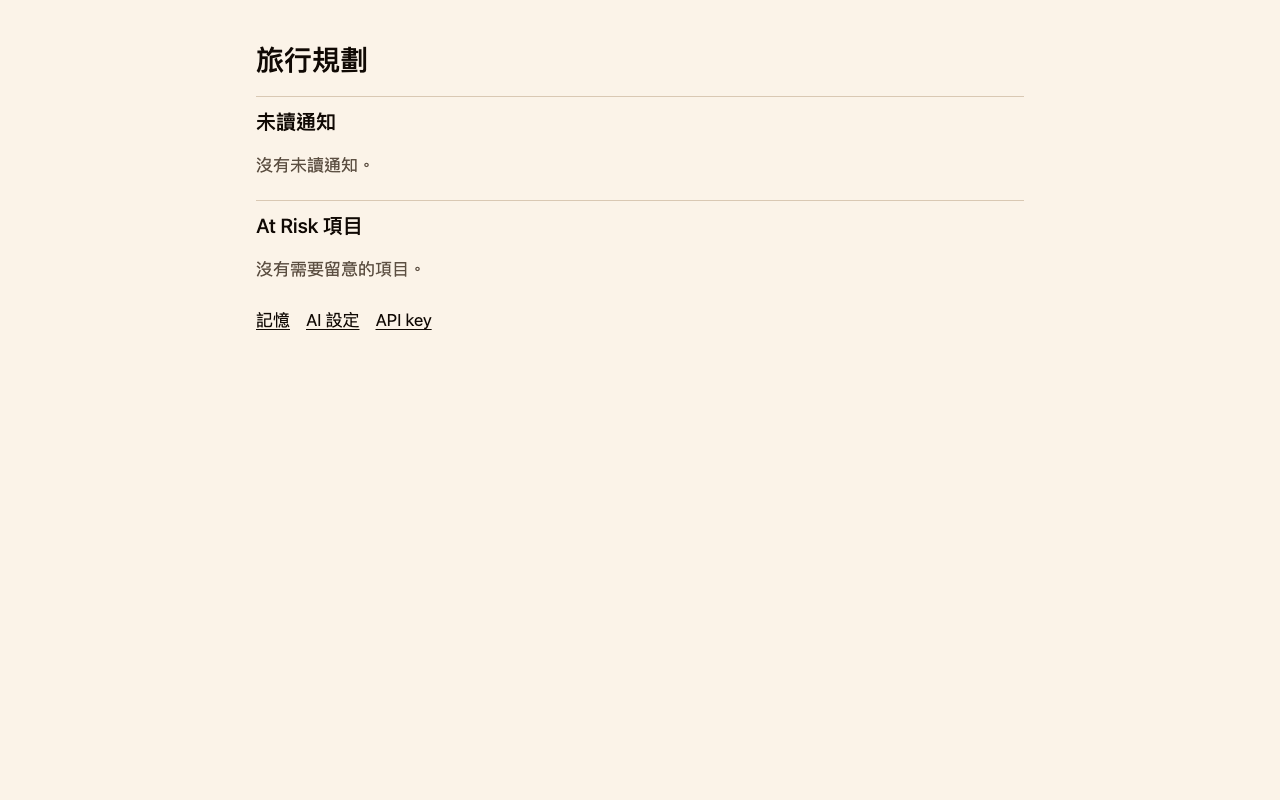 旅行規劃
未讀通知
沒有未讀通知。
At Risk 項目
沒有需要留意的項目。
記憶 AI 設定 API key